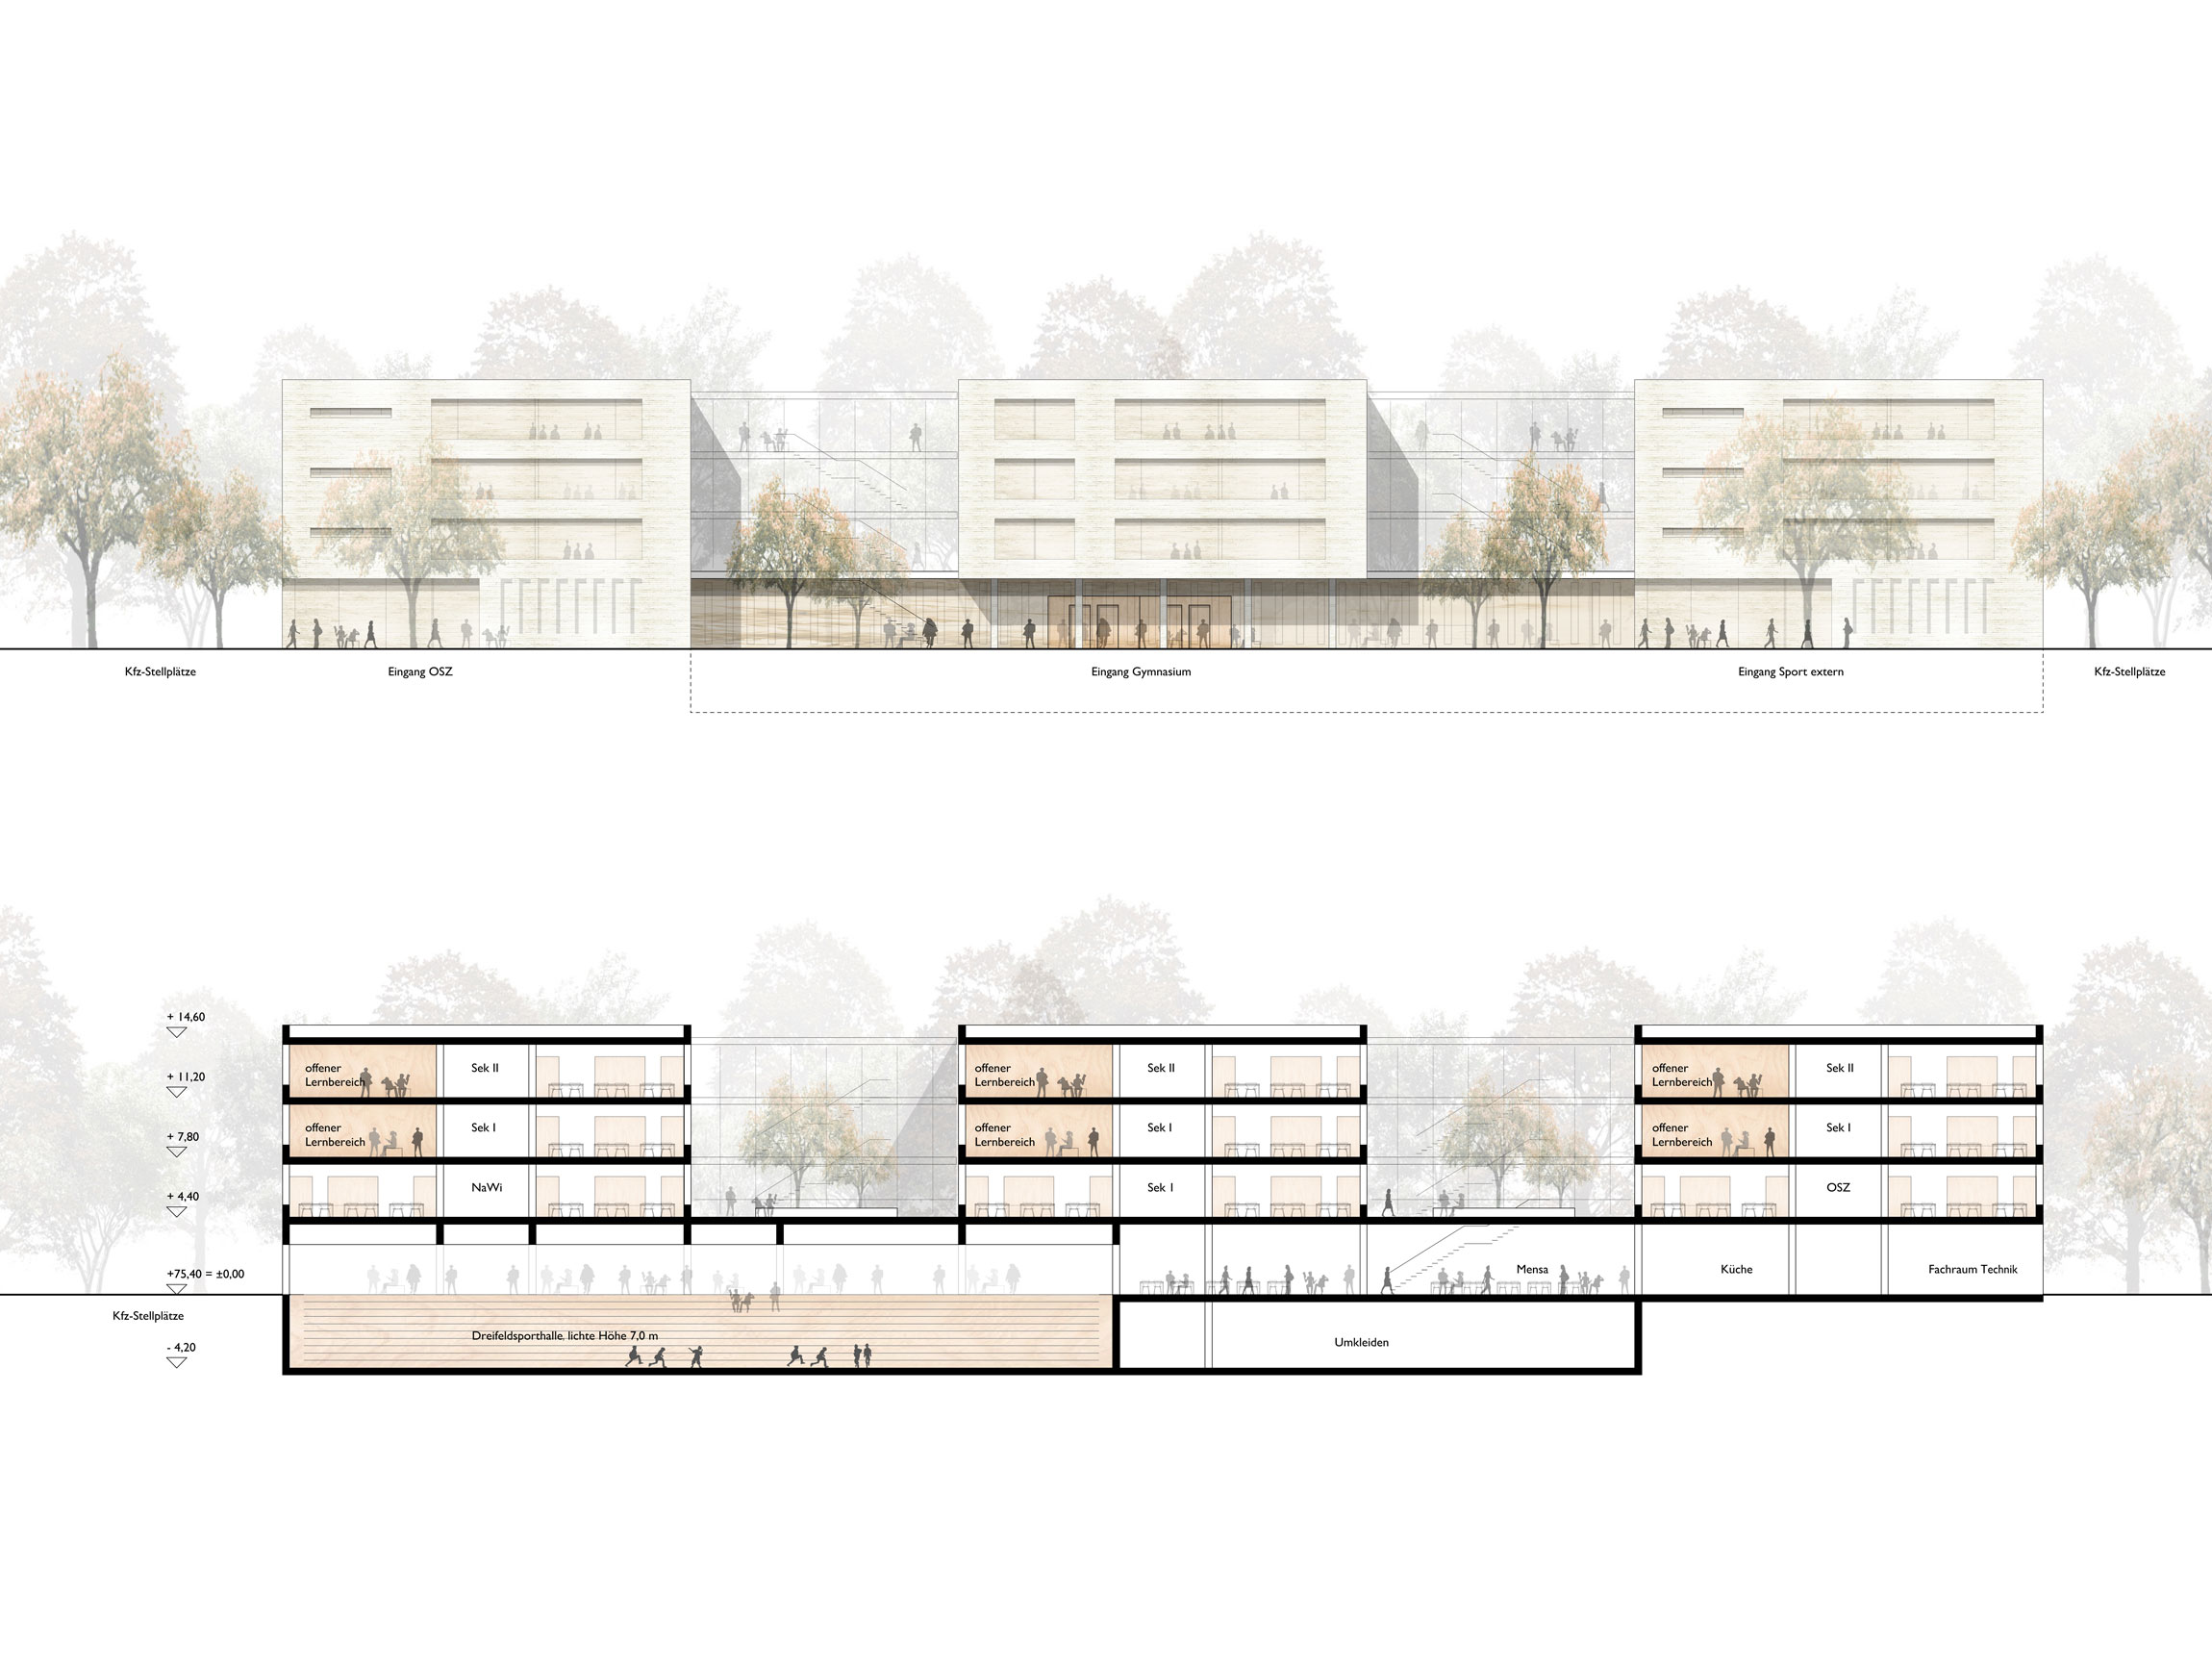 Kfz-Stellplätze
Eingang OSZ
Eingang Gymnasium
Eingang Sport extern
Kfz-Stellplätze
+ 14,60
offener
Lernbereich
Sek II
offener
Lernbereich
Sek II
offener
Lernbereich
Sek II
+ 11,20
offener
Lernbereich
Sek I
offener
Lernbereich
Sek I
offener
Lernbereich
Sek I
+ 7,80
NaWi
Sek I
OSZ
+ 4,40
+75,40 = ±0,00
Mensa
Küche
Fachraum Technik
Kfz-Stellplätze
Dreifeldsporthalle, lichte Höhe 7,0 m
Umkleiden
- 4,20